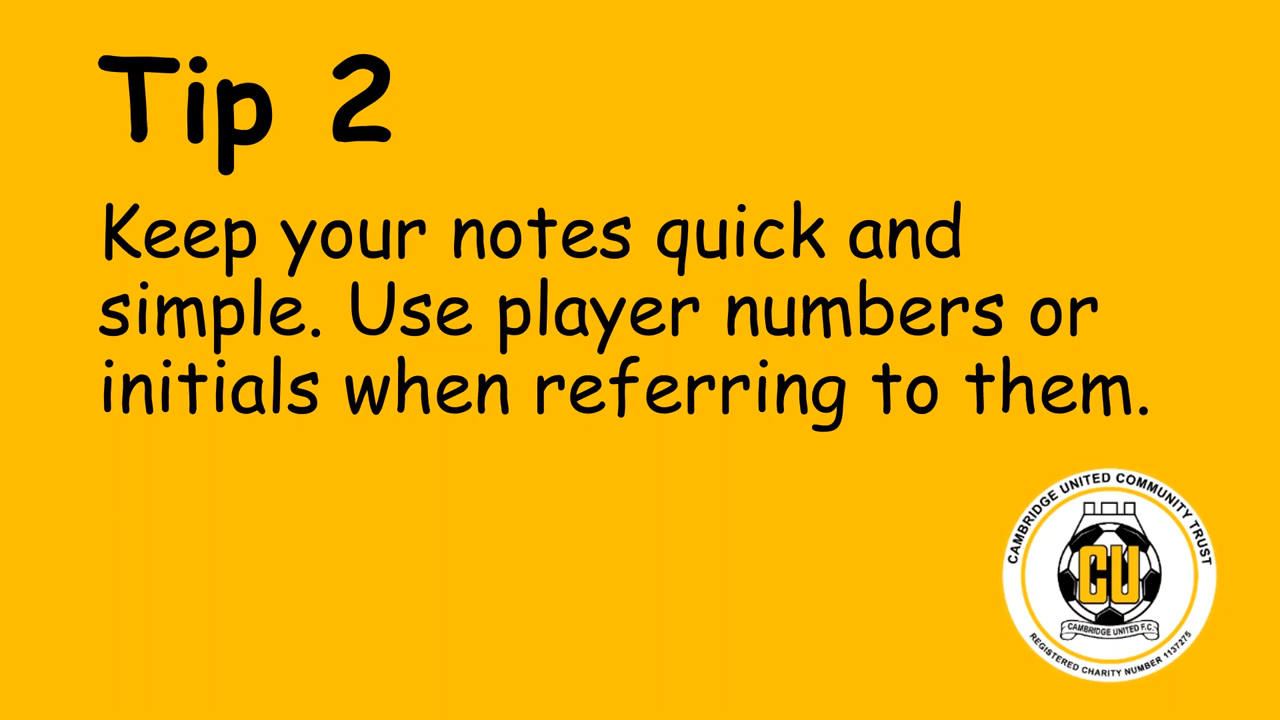 Tip 2
Keep your notes quick and
simple. Use player numbers or
initials when referring to them.
CAMBRIDGE UNITED COMMUNITY TRUST
CU
CAMBRIDGE UNITED F.C.
REGISTERED CHARITY NUMBER 1137275